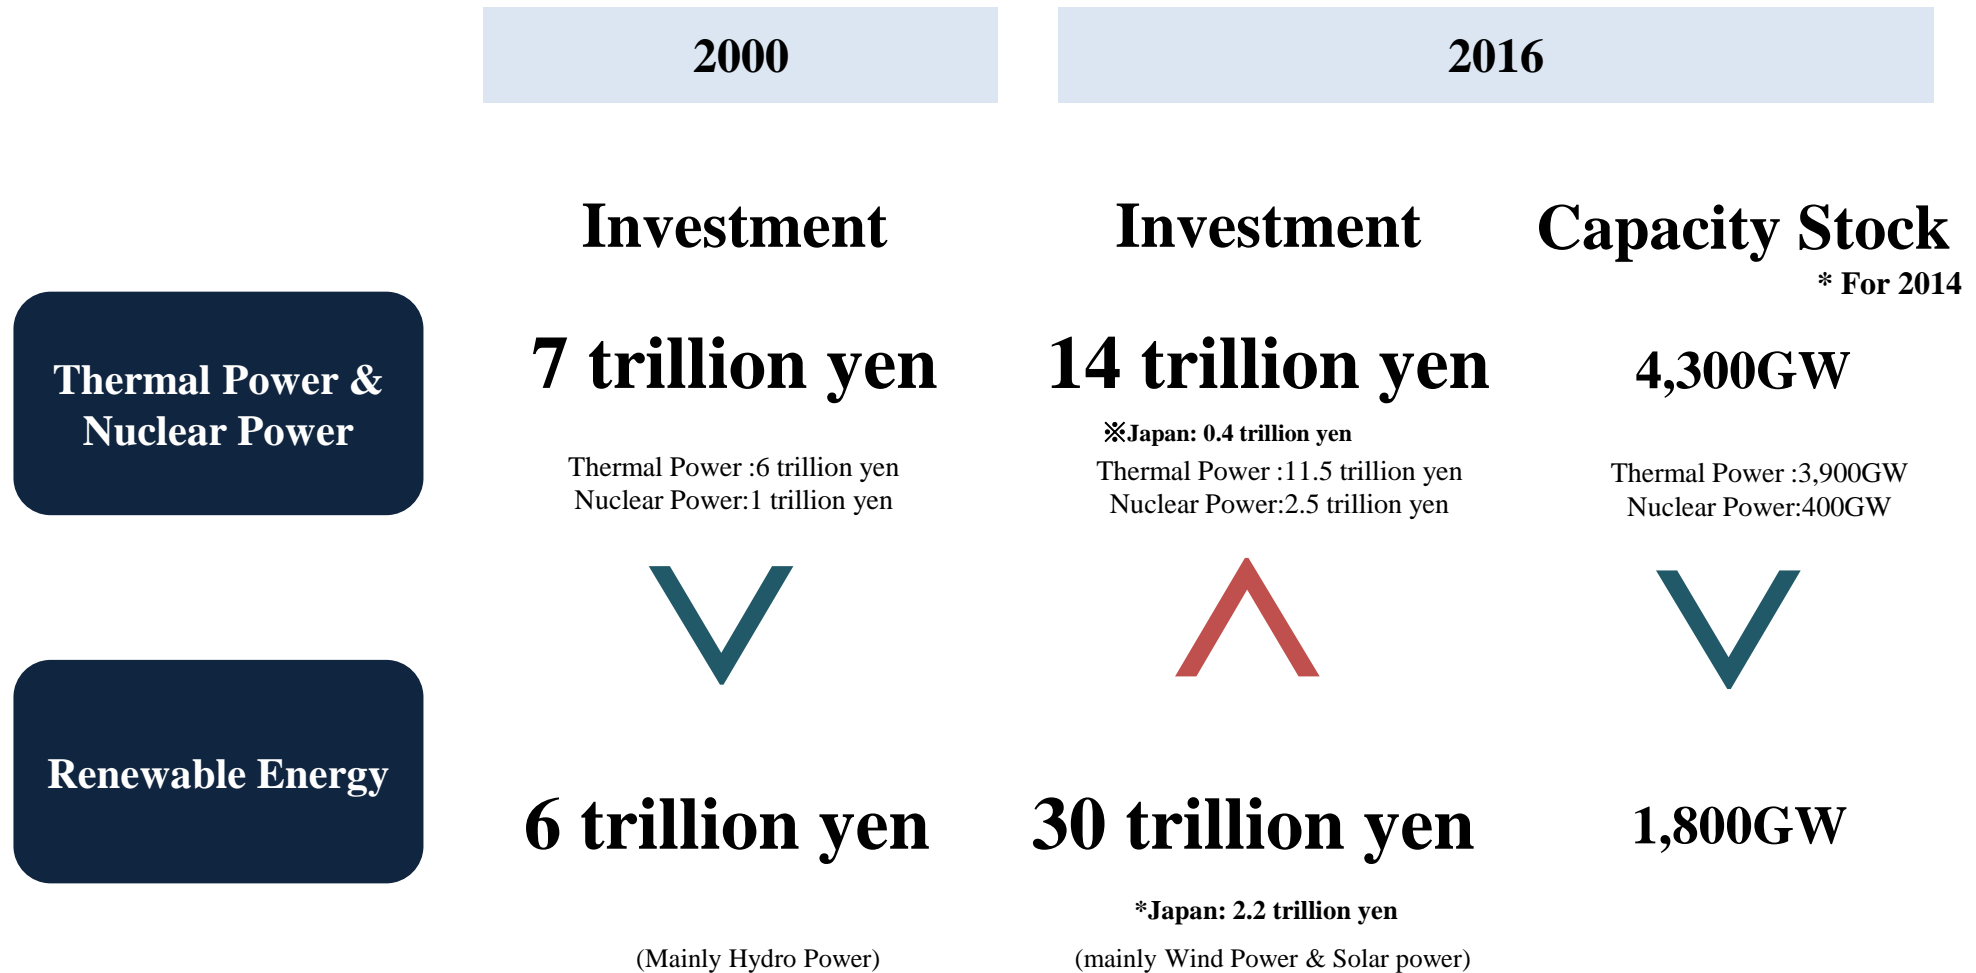 2000
2016
Investment
Investment
Capacity Stock
* For 2014
Thermal Power &
Nuclear Power
7 trillion yen
14 trillion yen
4,300GW
※Japan: 0.4 trillion yen
Thermal Power :6 trillion yen
Nuclear Power:1 trillion yen
Thermal Power :11.5 trillion yen
Nuclear Power:2.5 trillion yen
Thermal Power :3,900GW
Nuclear Power:400GW
Renewable Energy
6 trillion yen
30 trillion yen
1,800GW
*Japan: 2.2 trillion yen
(Mainly Hydro Power)
(mainly Wind Power & Solar power)